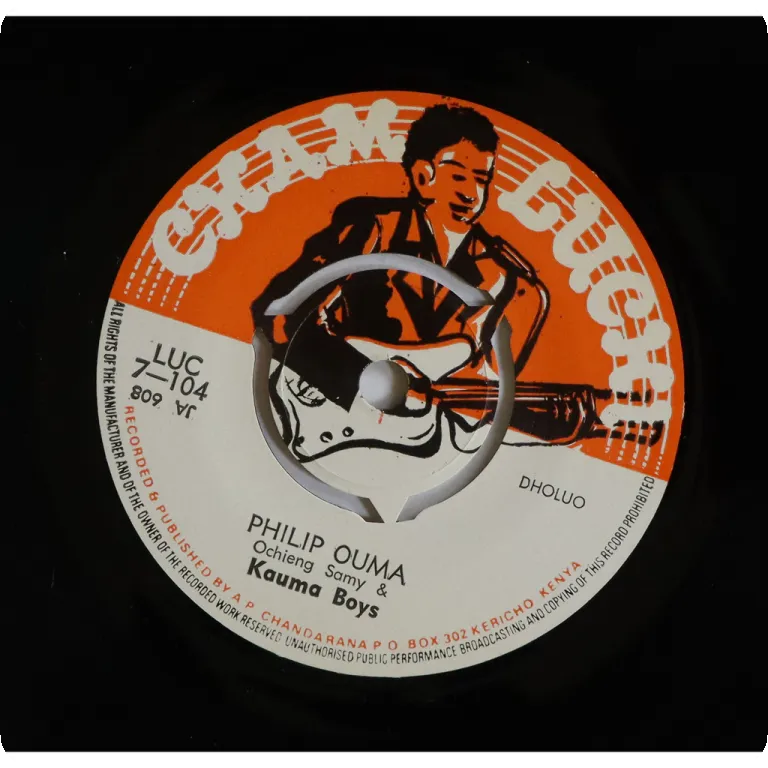 CXAM LUCKY
LUC
7—104
JA 608
DHOLUO
PHILIP OUMA
Ochieng Samy &
Kauma Boys
RECORDED & PUBLISHED BY A.P. CHANDARANA P.O. BOX 302 KERICHO KENYA
ALL RIGHTS OF THE MANUFACTURER AND OF THE OWNER OF THE RECORDED WORK RESERVED UNAUTHORISED PUBLIC PERFORMANCE BROADCASTING AND COPYING OF THIS RECORD PROHIBITED